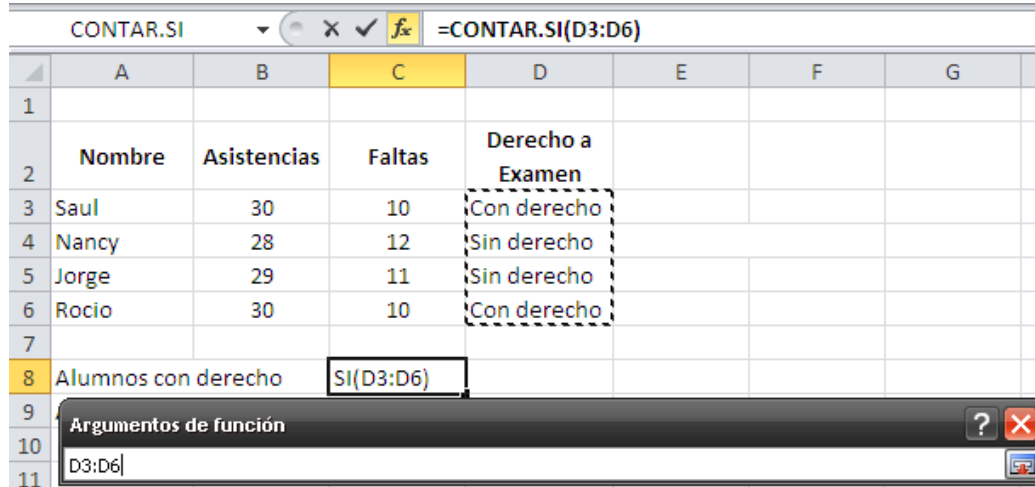 CONTAR.SI fx =CONTAR.SI(D3:D6)
A B C D E F G
1
2 Nombre Asistencias Faltas Derecho a Examen
3 Saul 30 10 Con derecho
4 Nancy 28 12 Sin derecho
5 Jorge 29 11 Sin derecho
6 Rocio 30 10 Con derecho
7
8 Alumnos con derecho SI(D3:D6)
9
Argumentos de función ?
10
D3:D6
11